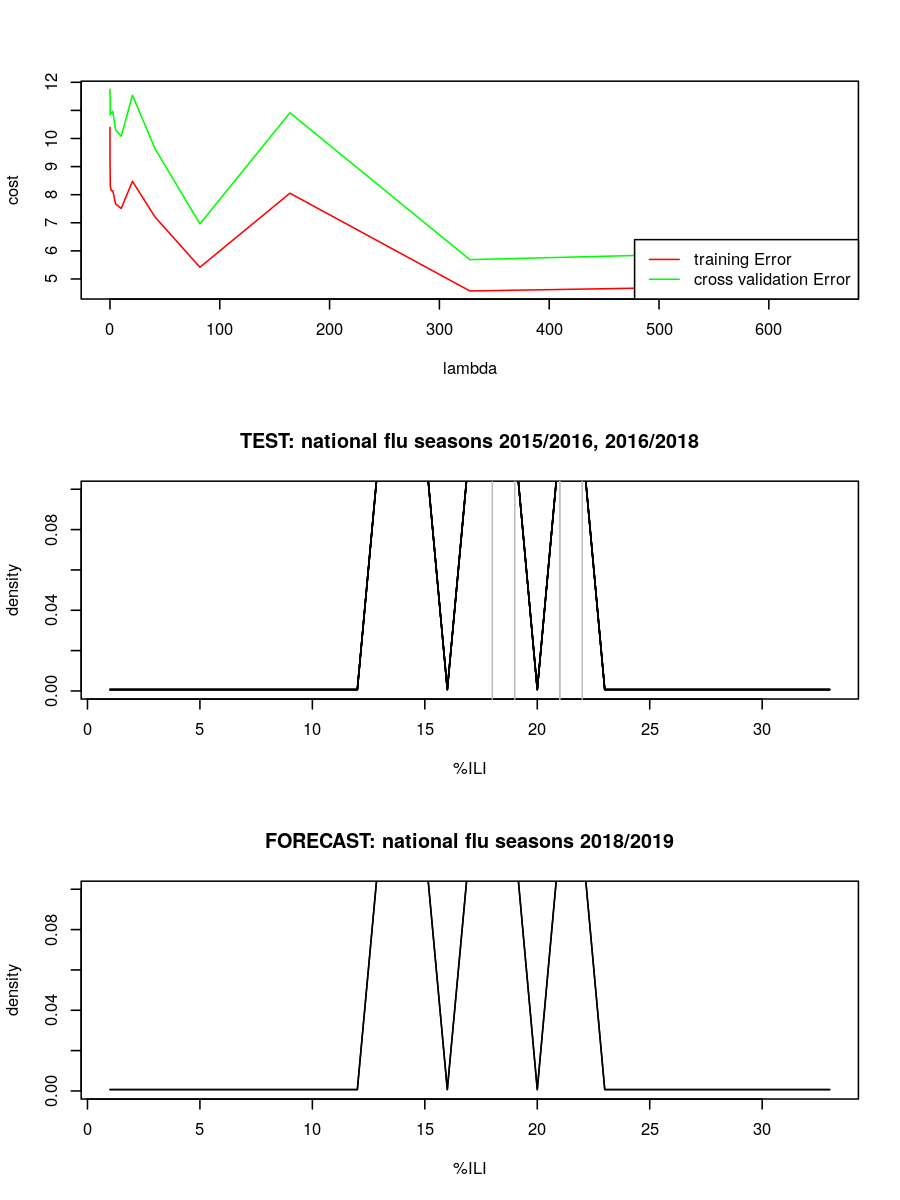 12
10
9
8
7
6
5
cost
training Error
cross validation Error
0 100 200 300 400 500 600
lambda
TEST: national flu seasons 2015/2016, 2016/2018
0.08
0.04
0.00
density
0 5 10 15 20 25 30
%ILI
FORECAST: national flu seasons 2018/2019
0.08
0.04
0.00
density
0 5 10 15 20 25 30
%ILI